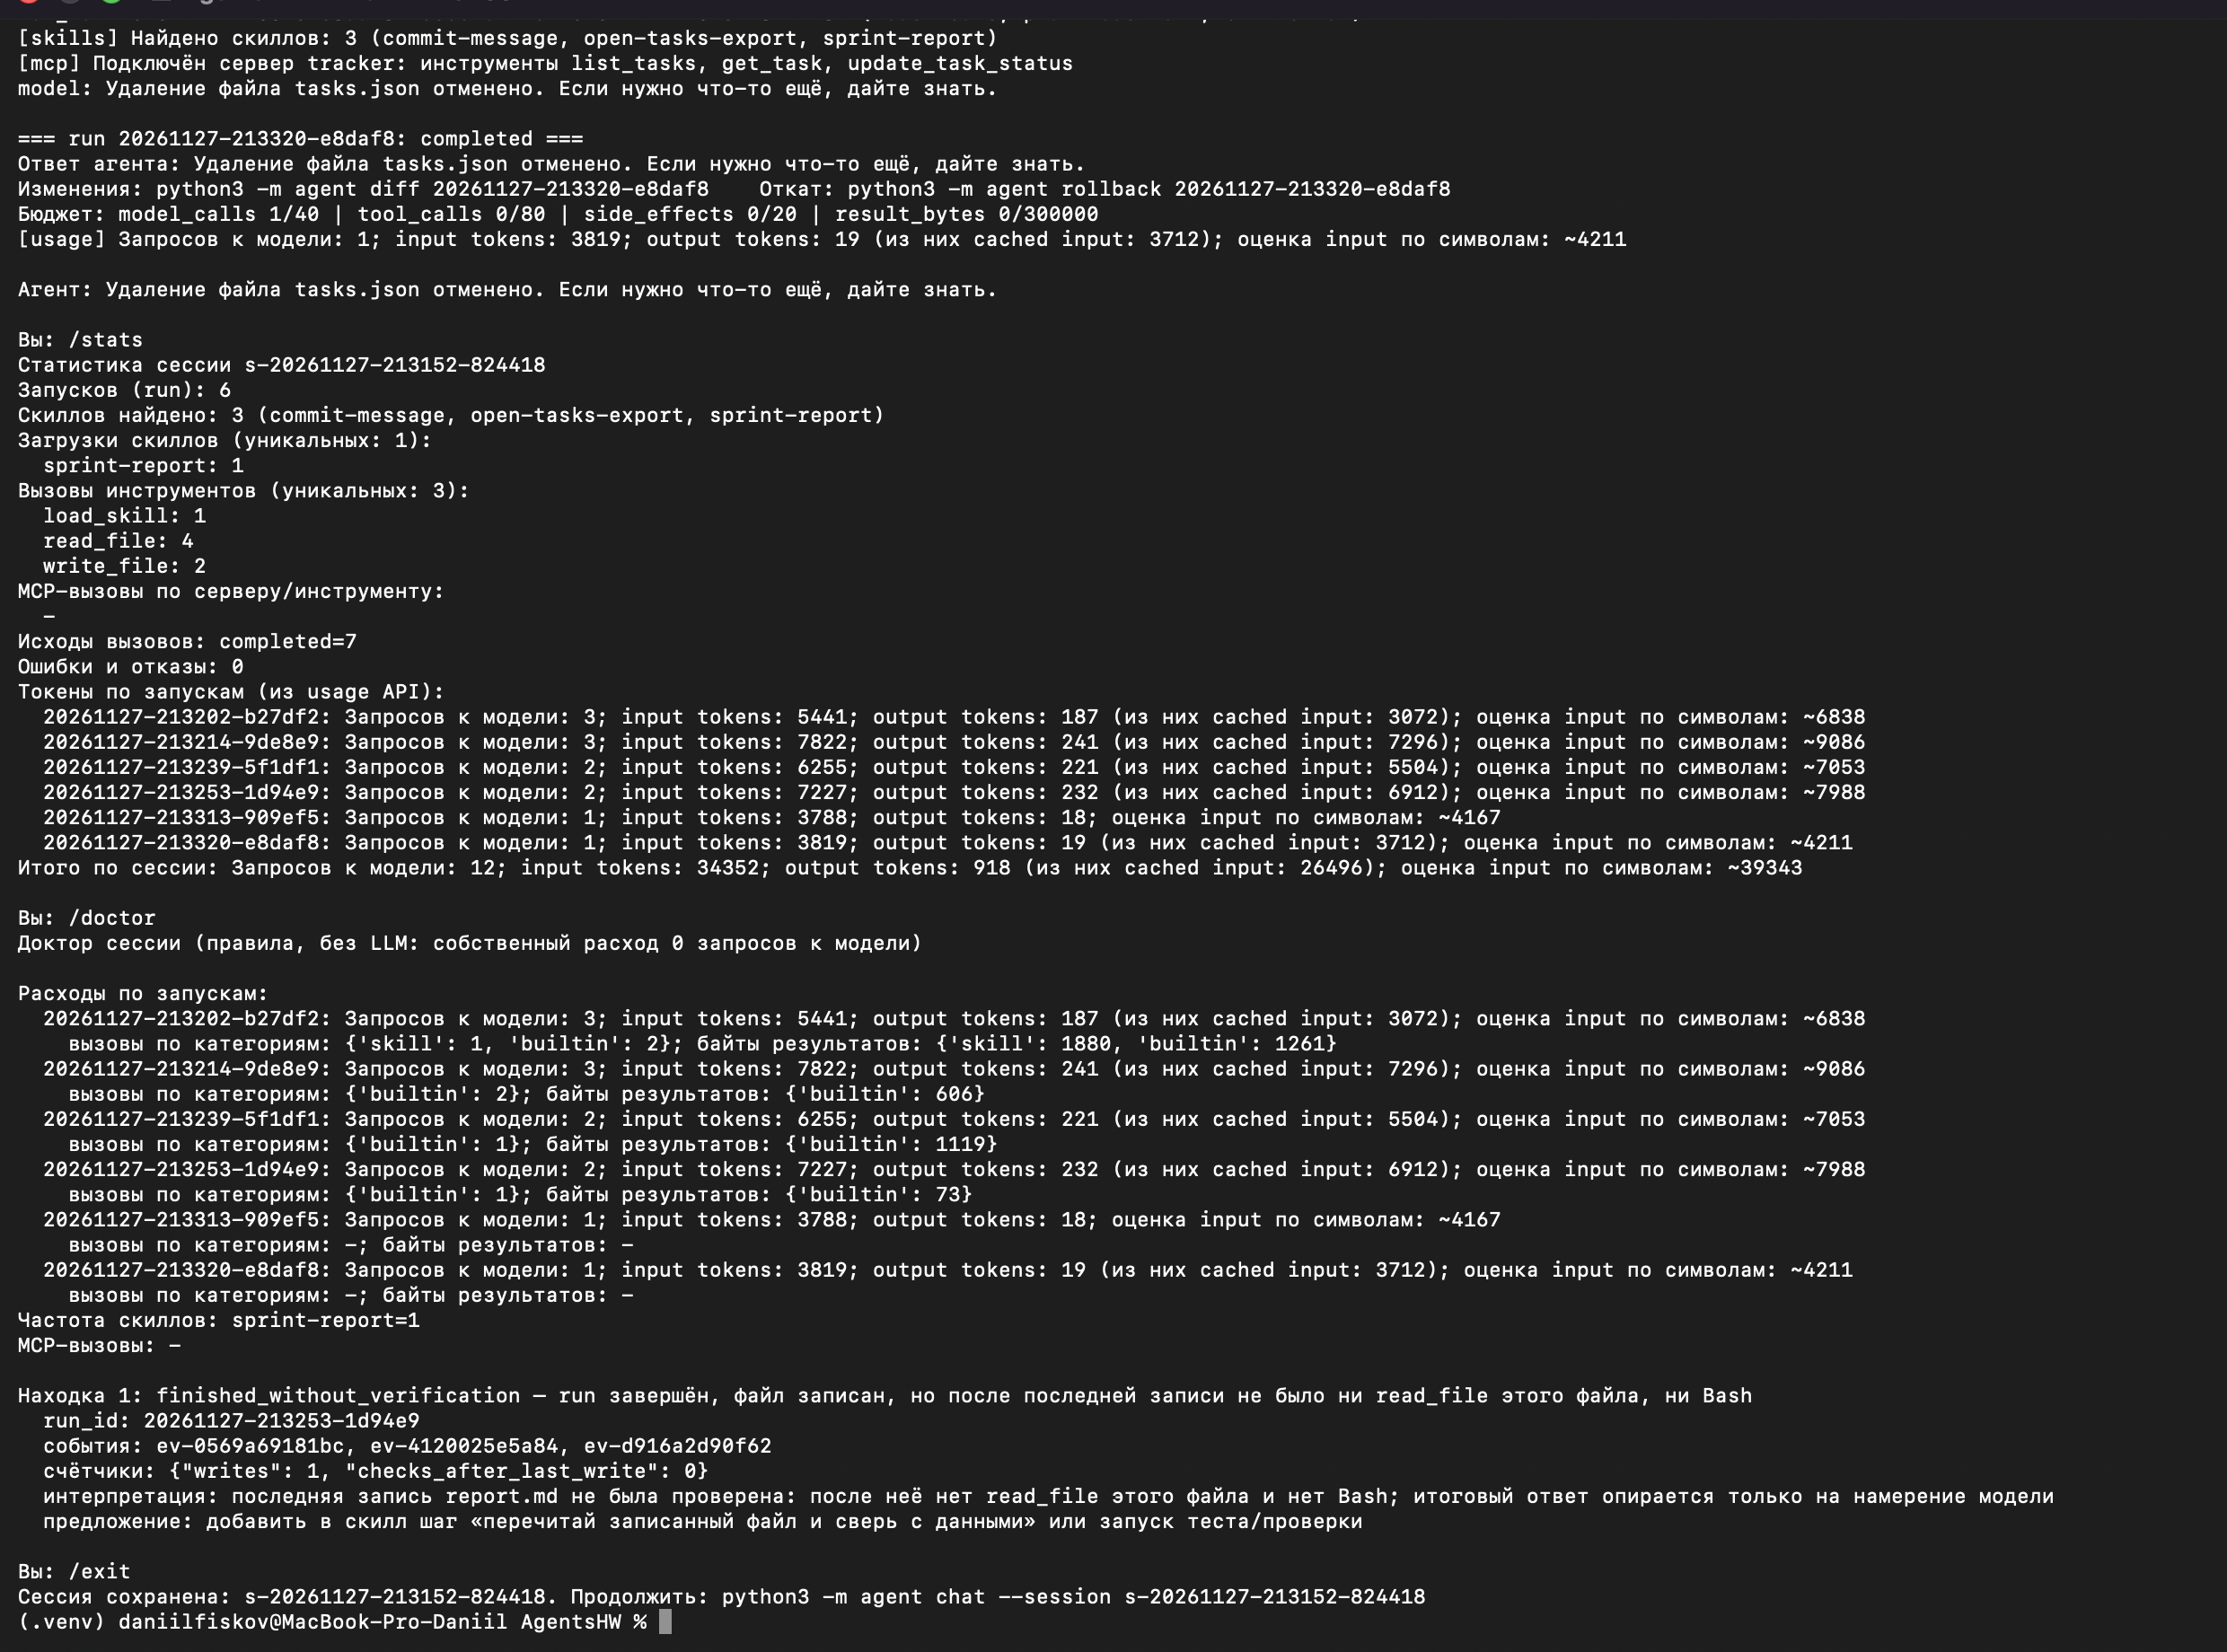 [skills] Найдено скиллов: 3 (commit-message, open-tasks-export, sprint-report)
[mcp] Подключён сервер tracker: инструменты list_tasks, get_task, update_task_status
model: Удаление файла tasks.json отменено. Если нужно что-то ещё, дайте знать.

=== run 20261127-213320-e8daf8: completed ===
Ответ агента: Удаление файла tasks.json отменено. Если нужно что-то ещё, дайте знать.
Изменения: python3 -m agent diff 20261127-213320-e8daf8    Откат: python3 -m agent rollback 20261127-213320-e8daf8
Бюджет: model_calls 1/40 | tool_calls 0/80 | side_effects 0/20 | result_bytes 0/300000
[usage] Запросов к модели: 1; input tokens: 3819; output tokens: 19 (из них cached input: 3712); оценка input по символам: ~4211

Агент: Удаление файла tasks.json отменено. Если нужно что-то ещё, дайте знать.

Вы: /stats
Статистика сессии s-20261127-213152-824418
Запусков (run): 6
Скиллов найдено: 3 (commit-message, open-tasks-export, sprint-report)
Загрузки скиллов (уникальных: 1):
  sprint-report: 1
Вызовы инструментов (уникальных: 3):
  load_skill: 1
  read_file: 4
  write_file: 2
MCP-вызовы по серверу/инструменту:
  –
Исходы вызовов: completed=7
Ошибки и отказы: 0
Токены по запускам (из usage API):
  20261127-213202-b27df2: Запросов к модели: 3; input tokens: 5441; output tokens: 187 (из них cached input: 3072); оценка input по символам: ~6838
  20261127-213214-9de8e9: Запросов к модели: 3; input tokens: 7822; output tokens: 241 (из них cached input: 7296); оценка input по символам: ~9086
  20261127-213239-5f1df1: Запросов к модели: 2; input tokens: 6255; output tokens: 221 (из них cached input: 5504); оценка input по символам: ~7053
  20261127-213253-1d94e9: Запросов к модели: 2; input tokens: 7227; output tokens: 232 (из них cached input: 6912); оценка input по символам: ~7988
  20261127-213313-909ef5: Запросов к модели: 1; input tokens: 3788; output tokens: 18; оценка input по символам: ~4167
  20261127-213320-e8daf8: Запросов к модели: 1; input tokens: 3819; output tokens: 19 (из них cached input: 3712); оценка input по символам: ~4211
Итого по сессии: Запросов к модели: 12; input tokens: 34352; output tokens: 918 (из них cached input: 26496); оценка input по символам: ~39343

Вы: /doctor
Доктор сессии (правила, без LLM: собственный расход 0 запросов к модели)

Расходы по запускам:
  20261127-213202-b27df2: Запросов к модели: 3; input tokens: 5441; output tokens: 187 (из них cached input: 3072); оценка input по символам: ~6838
    вызовы по категориям: {'skill': 1, 'builtin': 2}; байты результатов: {'skill': 1880, 'builtin': 1261}
  20261127-213214-9de8e9: Запросов к модели: 3; input tokens: 7822; output tokens: 241 (из них cached input: 7296); оценка input по символам: ~9086
    вызовы по категориям: {'builtin': 2}; байты результатов: {'builtin': 606}
  20261127-213239-5f1df1: Запросов к модели: 2; input tokens: 6255; output tokens: 221 (из них cached input: 5504); оценка input по символам: ~7053
    вызовы по категориям: {'builtin': 1}; байты результатов: {'builtin': 1119}
  20261127-213253-1d94e9: Запросов к модели: 2; input tokens: 7227; output tokens: 232 (из них cached input: 6912); оценка input по символам: ~7988
    вызовы по категориям: {'builtin': 1}; байты результатов: {'builtin': 73}
  20261127-213313-909ef5: Запросов к модели: 1; input tokens: 3788; output tokens: 18; оценка input по символам: ~4167
    вызовы по категориям: –; байты результатов: –
  20261127-213320-e8daf8: Запросов к модели: 1; input tokens: 3819; output tokens: 19 (из них cached input: 3712); оценка input по символам: ~4211
    вызовы по категориям: –; байты результатов: –
Частота скиллов: sprint-report=1
MCP-вызовы: –

Находка 1: finished_without_verification — run завершён, файл записан, но после последней записи не было ни read_file этого файла, ни Bash
  run_id: 20261127-213253-1d94e9
  события: ev-0569a69181bc, ev-4120025e5a84, ev-d916a2d90f62
  счётчики: {"writes": 1, "checks_after_last_write": 0}
  интерпретация: последняя запись report.md не была проверена: после неё нет read_file этого файла и нет Bash; итоговый ответ опирается только на намерение модели
  предложение: добавить в скилл шаг «перечитай записанный файл и сверь с данными» или запуск теста/проверки

Вы: /exit
Сессия сохранена: s-20261127-213152-824418. Продолжить: python3 -m agent chat --session s-20261127-213152-824418
(.venv) daniilfiskov@MacBook-Pro-Daniil AgentsHW %